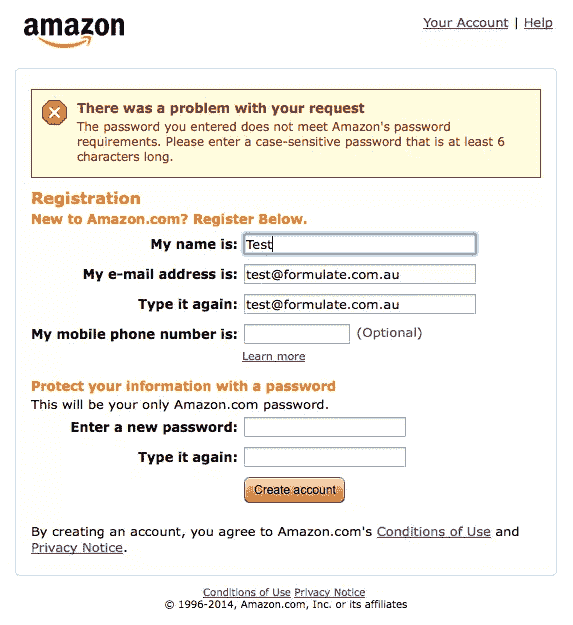 amazon
Your Account | Help
There was a problem with your request
The password you entered does not meet Amazon's password
requirements. Please enter a case-sensitive password that is at least 6
characters long.
Registration
New to Amazon.com? Register Below.
My name is: Test
My e-mail address is: test@formulate.com.au
Type it again: test@formulate.com.au
My mobile phone number is: (Optional)
Learn more
Protect your information with a password
This will be your only Amazon.com password.
Enter a new password:
Type it again:
Create account
By creating an account, you agree to Amazon.com's Conditions of Use and
Privacy Notice.
Conditions of Use Privacy Notice
© 1996-2014, Amazon.com, Inc. or its affiliates